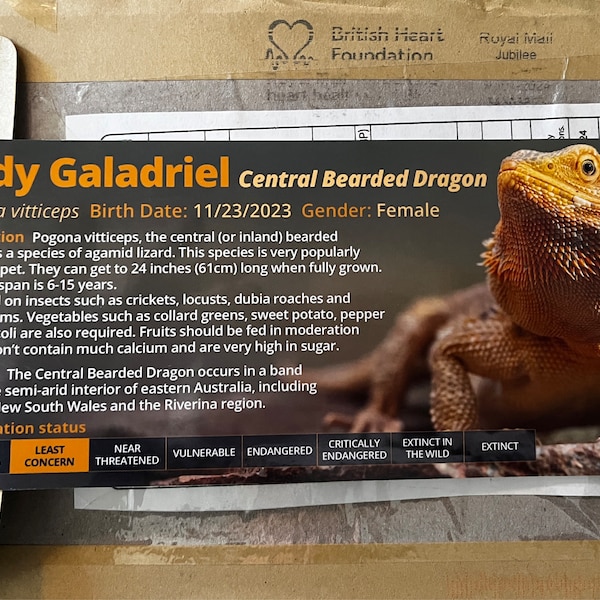 British Heart
Foundation
Royal Mail
Jubilee
heart heal
dy Galadriel Central Bearded Dragon
a vitticeps Birth Date: 11/23/2023 Gender: Female
tion Pogona vitticeps, the central (or inland) bearded
s a species of agamid lizard. This species is very popularly
pet. They can get to 24 inches (61cm) long when fully grown.
span is 6-15 years.
d on insects such as crickets, locusts, dubia roaches and
ms. Vegetables such as collard greens, sweet potato, pepper
coli are also required. Fruits should be fed in moderation
on't contain much calcium and are very high in sugar.
The Central Bearded Dragon occurs in a band
e semi-arid interior of eastern Australia, including
New South Wales and the Riverina region.
ation status
LEAST CONCERN NEAR THREATENED VULNERABLE ENDANGERED CRITICALLY ENDANGERED EXTINCT IN THE WILD EXTINCT